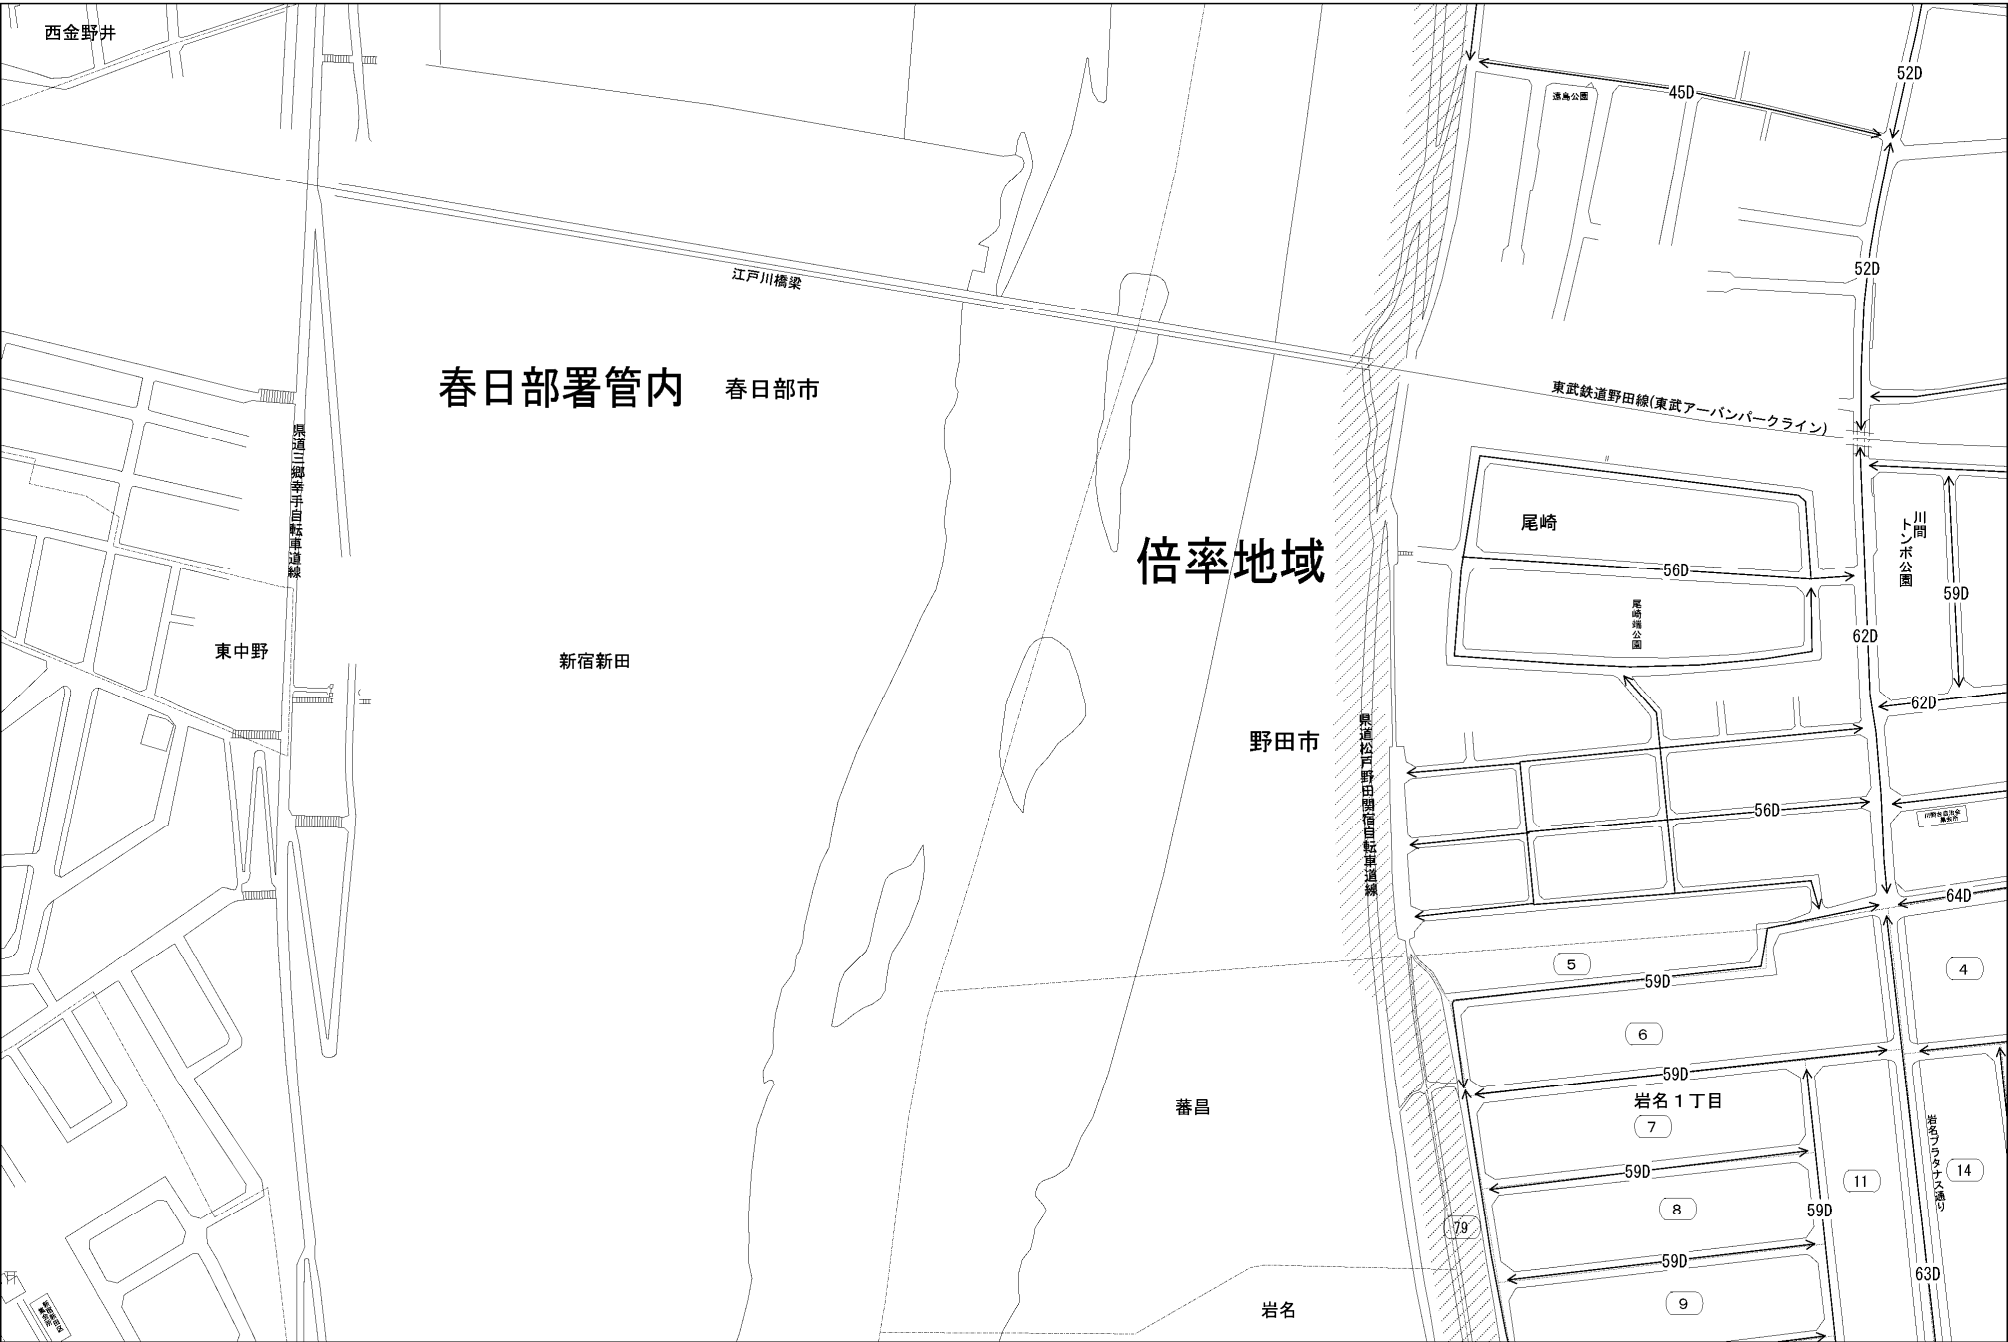 西金野井
52D
45D
遠島公園
江戸川橋梁
52D
春日部署管内
春日部市
東武鉄道野田線(東武アーバンパークライン)
県道三郷幸手自転車道線
尾崎
川間
トンボ公園
倍率地域
56D
59D
尾崎端公園
62D
東中野
新宿新田
62D
野田市
県道松戸野田関宿自転車道線
56D
64D
5
4
59D
6
59D
岩名1丁目
蕃昌
7
岩名プラタナス通り
59D
14
11
8
59D
79
59D
63D
9
岩名